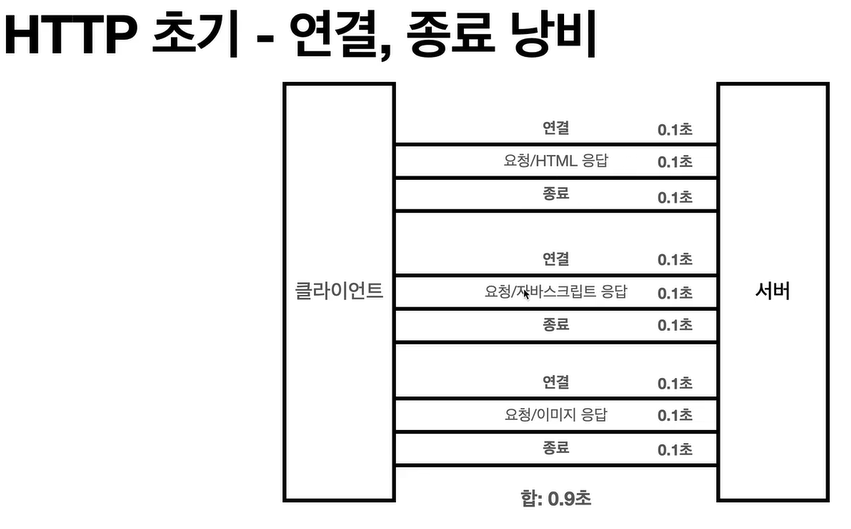 HTTP 초기 - 연결, 종료 낭비
연결 0.1초
요청/HTML 응답 0.1초
종료 0.1초
연결 0.1초
클라이언트 요청/자바스크립트 응답 0.1초 서버
종료 0.1초
연결 0.1초
요청/이미지 응답 0.1초
종료 0.1초
합: 0.9초